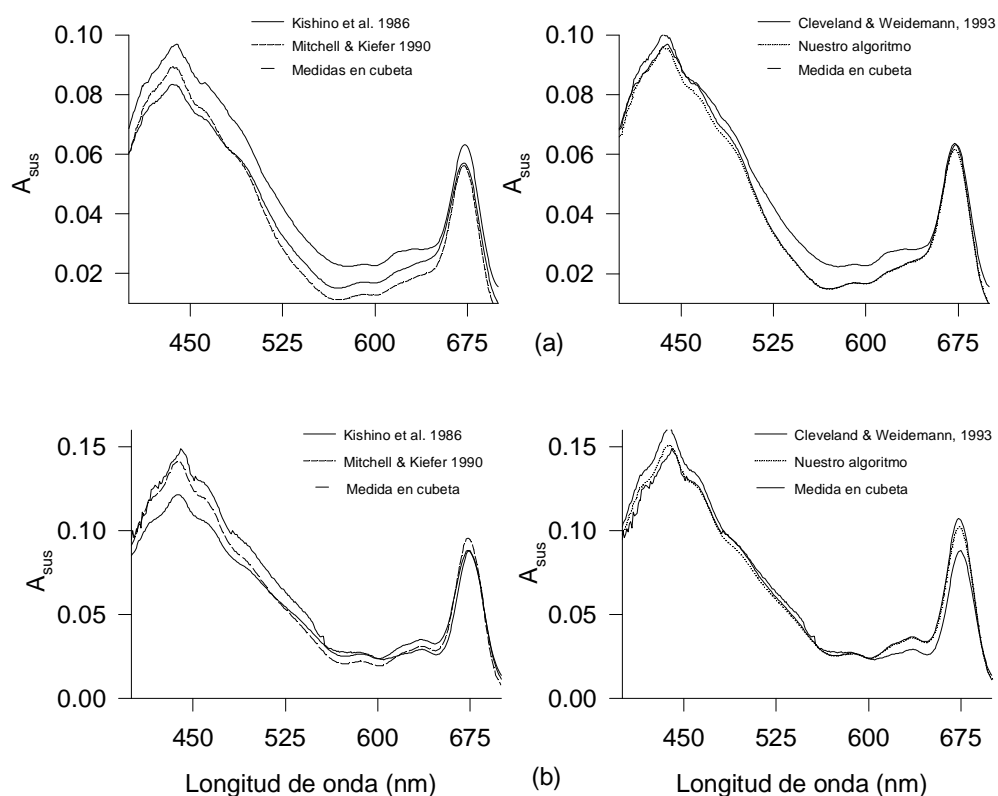 Kishino et al. 1986
Mitchell & Kiefer 1990
Medidas en cubeta
0.10
0.08
0.06
0.04
0.02
A_sus
450 525 600 675
Cleveland & Weidemann, 1993
Nuestro algoritmo
Medida en cubeta
0.10
0.08
0.06
0.04
0.02
A_sus
450 525 600 675
(a)
Kishino et al. 1986
Mitchell & Kiefer 1990
Medida en cubeta
0.15
0.10
0.05
0.00
A_sus
450 525 600 675
Longitud de onda (nm)
Cleveland & Weidemann, 1993
Nuestro algoritmo
Medida en cubeta
0.15
0.10
0.05
0.00
A_sus
450 525 600 675
Longitud de onda (nm)
(b)